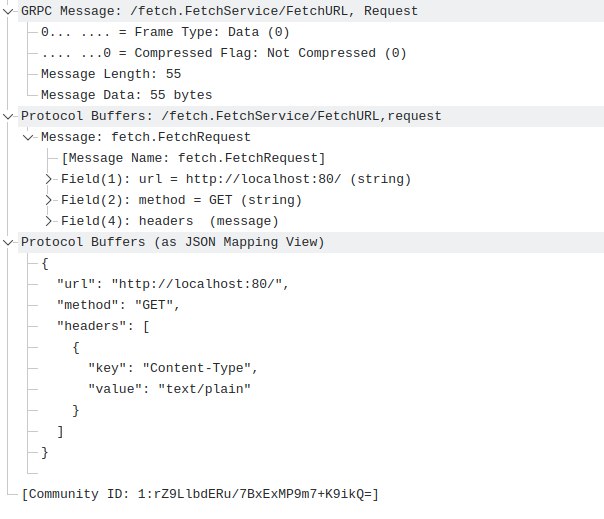 GRPC Message: /fetch.FetchService/FetchURL, Request
0... .... = Frame Type: Data (0)
.... ...0 = Compressed Flag: Not Compressed (0)
Message Length: 55
Message Data: 55 bytes
Protocol Buffers: /fetch.FetchService/FetchURL,request
Message: fetch.FetchRequest
[Message Name: fetch.FetchRequest]
Field(1): url = http://localhost:80/ (string)
Field(2): method = GET (string)
Field(4): headers  (message)
Protocol Buffers (as JSON Mapping View)
{
"url": "http://localhost:80/",
"method": "GET",
"headers": [
{
"key": "Content-Type",
"value": "text/plain"
}
]
}
[Community ID: 1:rZ9LlbdERu/7BxExMP9m7+K9ikQ=]